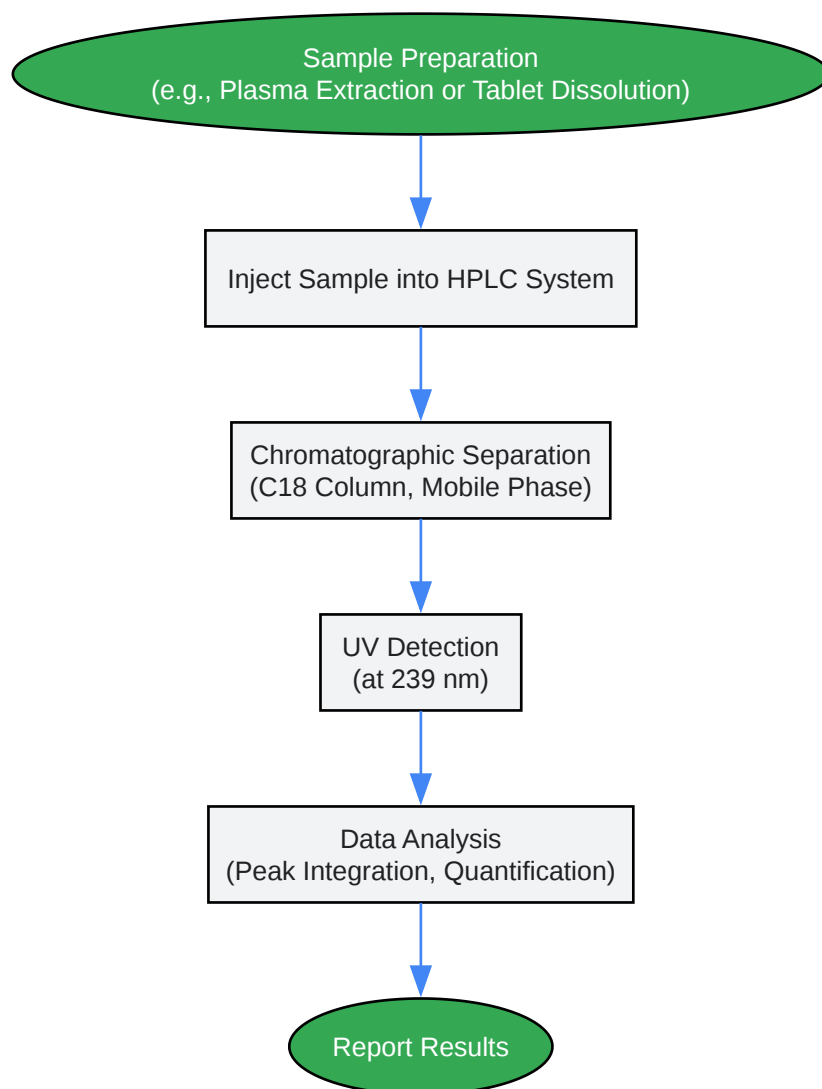 Sample Preparation
(e.g., Plasma Extraction or Tablet Dissolution)
Inject Sample into HPLC System
Chromatographic Separation
(C18 Column, Mobile Phase)
UV Detection
(at 239 nm)
Data Analysis
(Peak Integration, Quantification)
Report Results